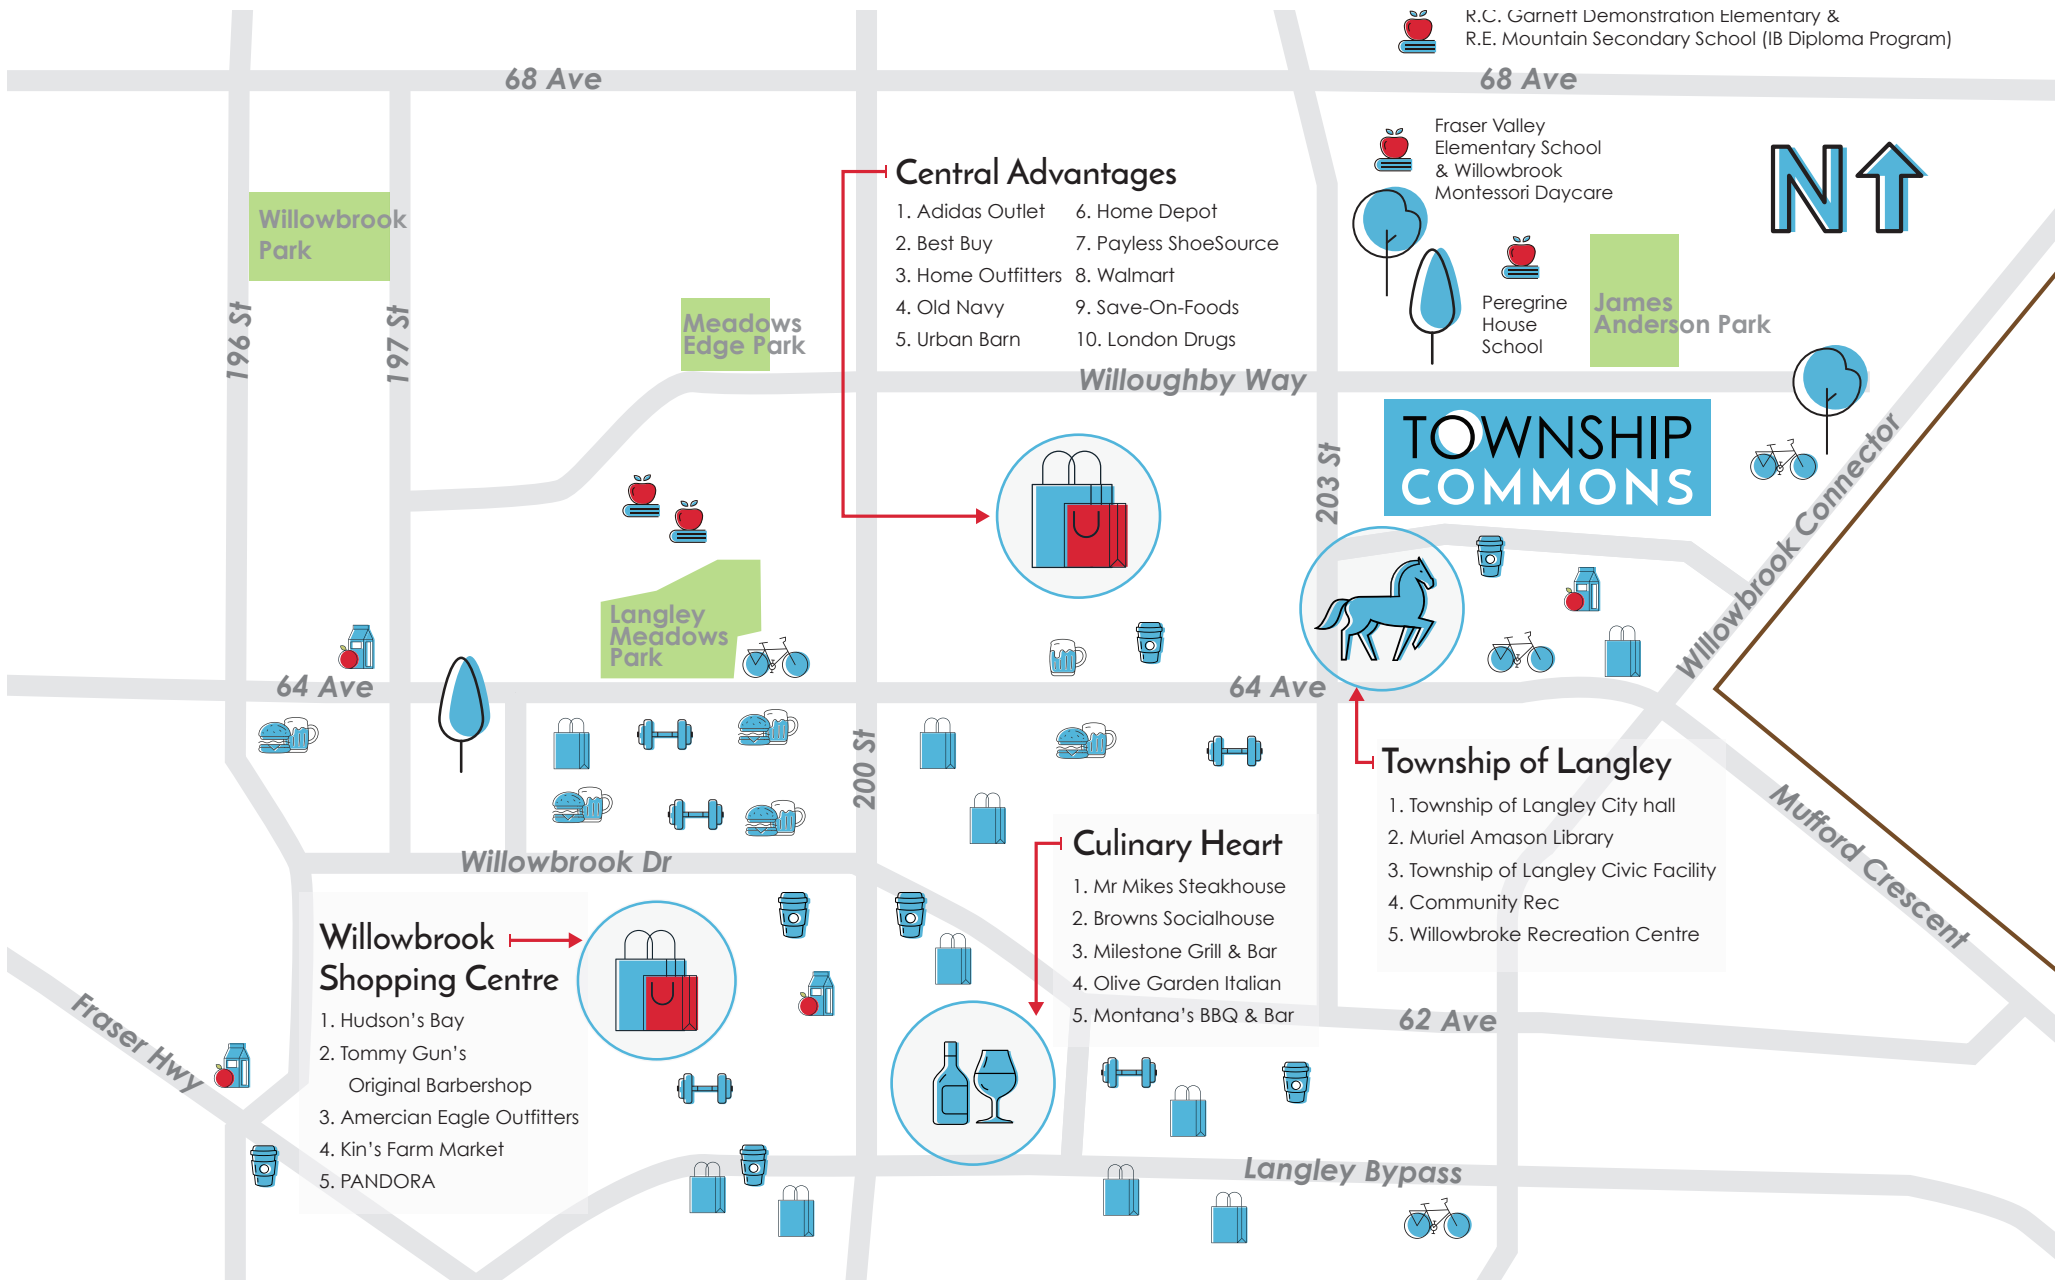 R.C. Garnett Demonstration Elementary &
R.E. Mountain Secondary School (IB Diploma Program)
68 Ave
68 Ave
Fraser Valley
Elementary School
& Willowbrook
Montessori Daycare
N
Central Advantages
1. Adidas Outlet
2. Best Buy
3. Home Outfitters
4. Old Navy
5. Urban Barn
6. Home Depot
7. Payless ShoeSource
8. Walmart
9. Save-On-Foods
10. London Drugs
Willowbrook
Park
196 St
197 St
Meadows
Edge Park
Peregrine
House
School
James
Anderson Park
Willoughby Way
TOWNSHIP
COMMONS
203 St
Willowbrook Connector
Langley
Meadows
Park
64 Ave
64 Ave
200 St
Township of Langley
1. Township of Langley City hall
2. Muriel Amason Library
3. Township of Langley Civic Facility
4. Community Rec
5. Willowbroke Recreation Centre
Mufford Crescent
Culinary Heart
1. Mr Mikes Steakhouse
2. Browns Socialhouse
3. Milestone Grill & Bar
4. Olive Garden Italian
5. Montana's BBQ & Bar
Willowbrook Dr
Willowbrook
Shopping Centre
1. Hudson's Bay
2. Tommy Gun's
Original Barbershop
3. Amercian Eagle Outfitters
4. Kin's Farm Market
5. PANDORA
Fraser Hwy
62 Ave
Langley Bypass